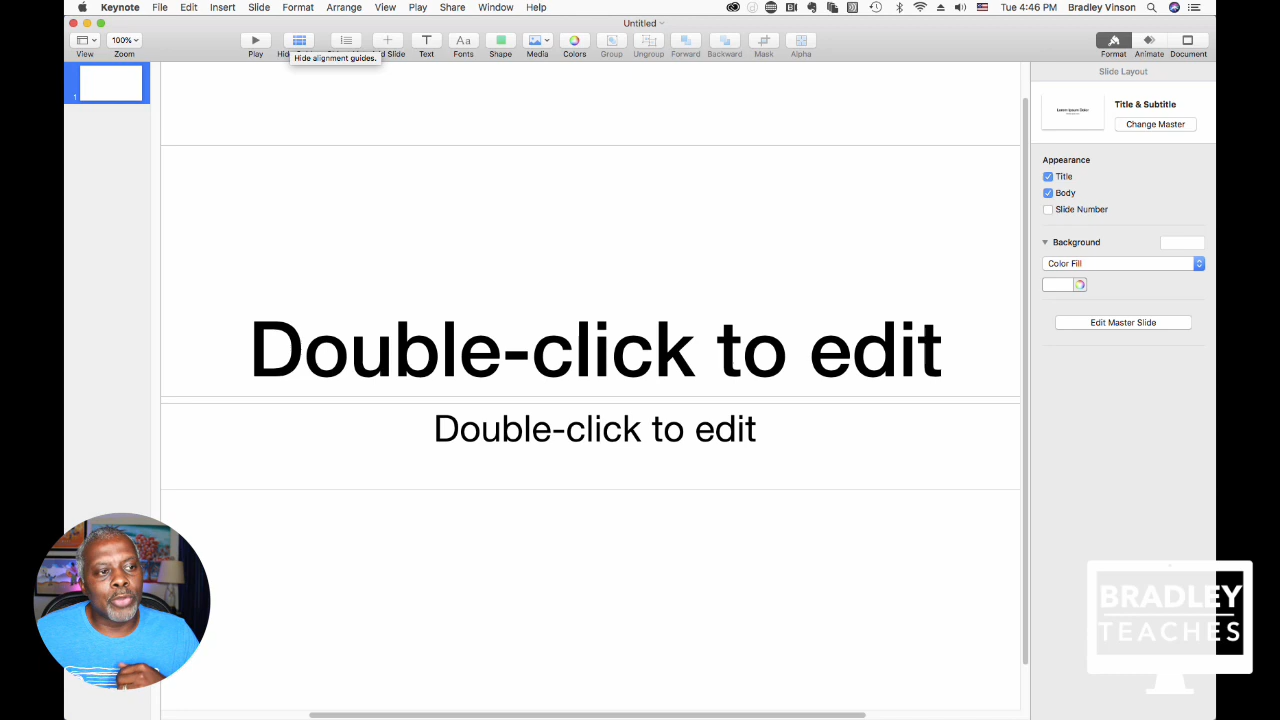 Keynote File Edit Insert Slide Format Arrange View Play Share Window Help Tue 4:46 PM Bradley Vinson
Untitled
100%
View Zoom Play Slide Text Fonts Shape Media Colors Group Ungroup Forward Backward Mask Alpha Format Animate Document
Hide alignment guides.
Slide Layout
1
Title & Subtitle
Change Master
Appearance
Title
Body
Slide Number
Background
Color Fill
Edit Master Slide
Double-click to edit
Double-click to edit
BRADLEY
TEACHES